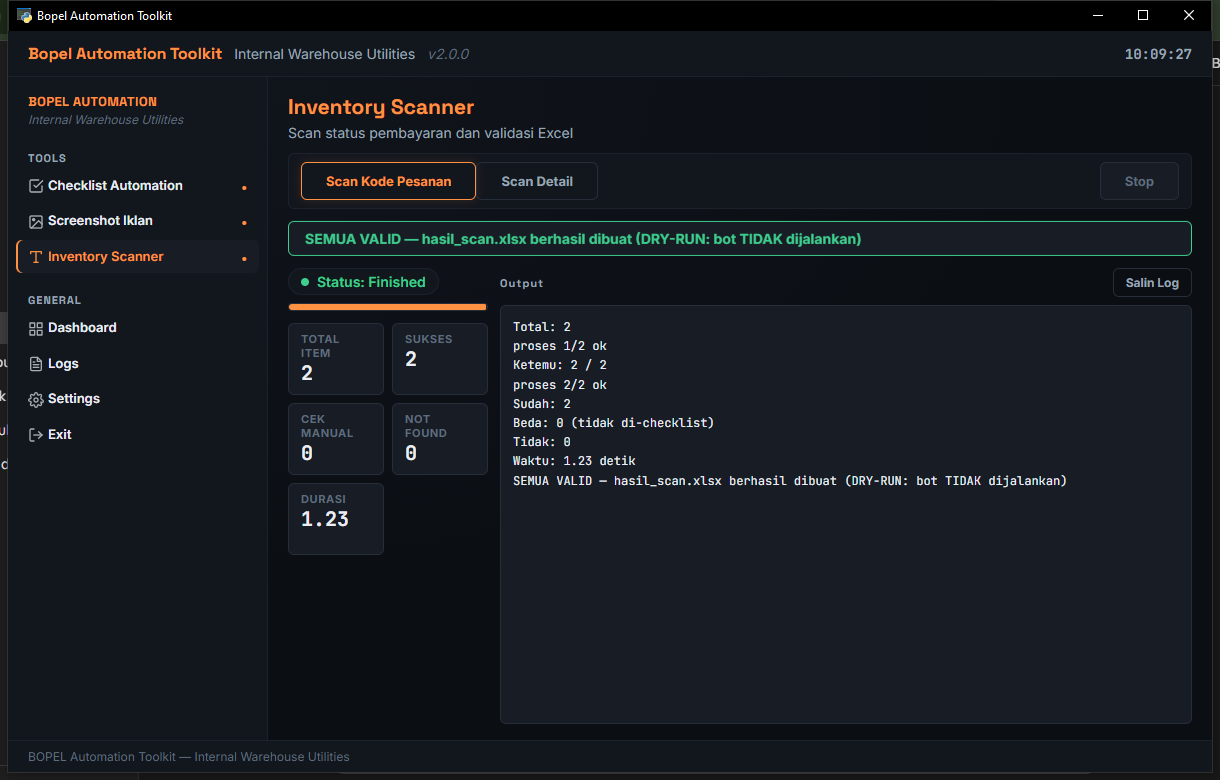 Bopel Automation Toolkit
Bopel Automation Toolkit Internal Warehouse Utilities v2.0.0 10:09:27
BOPEL AUTOMATION
Internal Warehouse Utilities
TOOLS
Checklist Automation
Screenshot Iklan
Inventory Scanner
GENERAL
Dashboard
Logs
Settings
Exit
Inventory Scanner
Scan status pembayaran dan validasi Excel
Scan Kode Pesanan Scan Detail Stop
SEMUA VALID — hasil_scan.xlsx berhasil dibuat (DRY-RUN: bot TIDAK dijalankan)
Status: Finished
TOTAL
ITEM
2
SUKSES
2
CEK
MANUAL
0
NOT
FOUND
0
DURASI
1.23
Output Salin Log
Total: 2
proses 1/2 ok
Ketemu: 2 / 2
proses 2/2 ok
Sudah: 2
Beda: 0 (tidak di-checklist)
Tidak: 0
Waktu: 1.23 detik
SEMUA VALID — hasil_scan.xlsx berhasil dibuat (DRY-RUN: bot TIDAK dijalankan)
BOPEL Automation Toolkit — Internal Warehouse Utilities